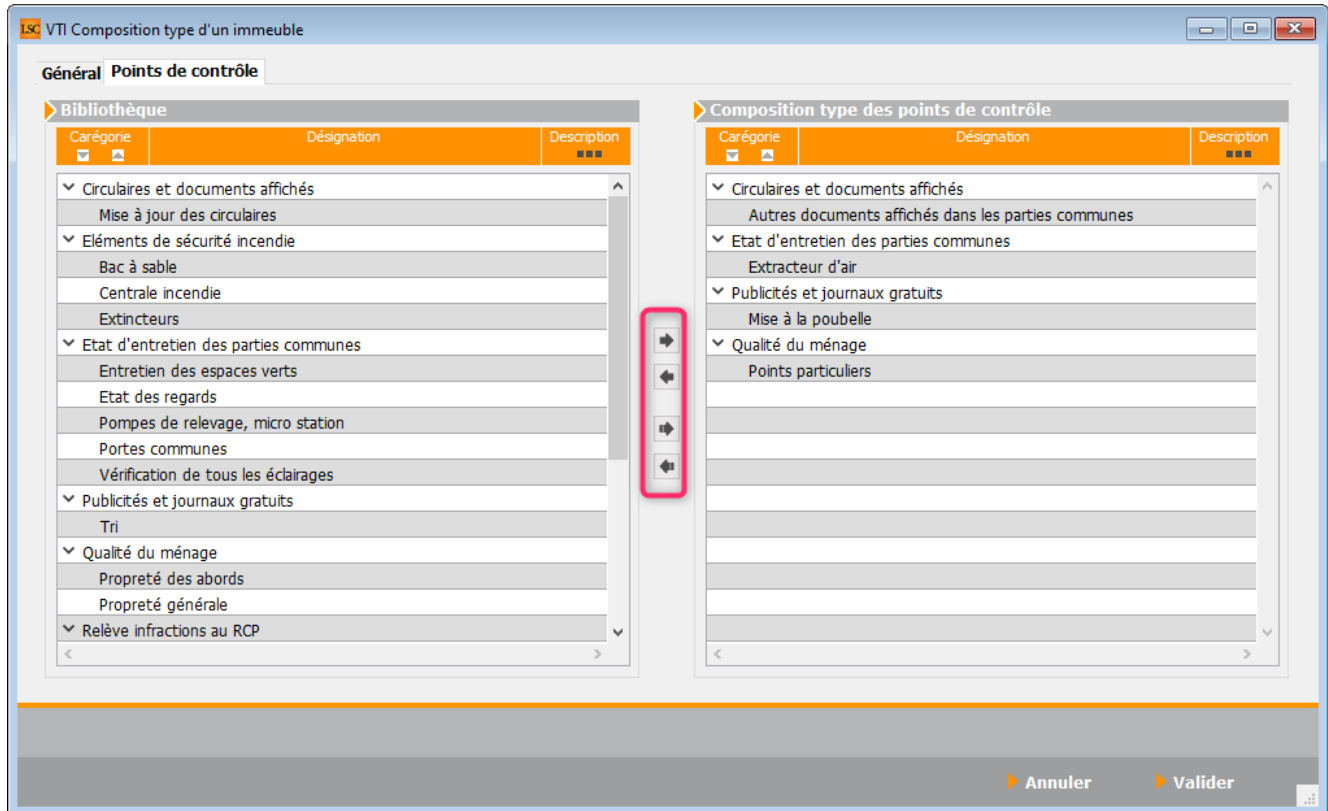 LSC VTI Composition type d'un immeuble
Général Points de contrôle
Bibliothèque
Carégorie Désignation Description
Circulaires et documents affichés
Mise à jour des circulaires
Eléments de sécurité incendie
Bac à sable
Centrale incendie
Extincteurs
Etat d'entretien des parties communes
Entretien des espaces verts
Etat des regards
Pompes de relevage, micro station
Portes communes
Vérification de tous les éclairages
Publicités et journaux gratuits
Tri
Qualité du ménage
Propreté des abords
Propreté générale
Relève infractions au RCP
Composition type des points de contrôle
Carégorie Désignation Description
Circulaires et documents affichés
Autres documents affichés dans les parties communes
Etat d'entretien des parties communes
Extracteur d'air
Publicités et journaux gratuits
Mise à la poubelle
Qualité du ménage
Points particuliers
Annuler Valider